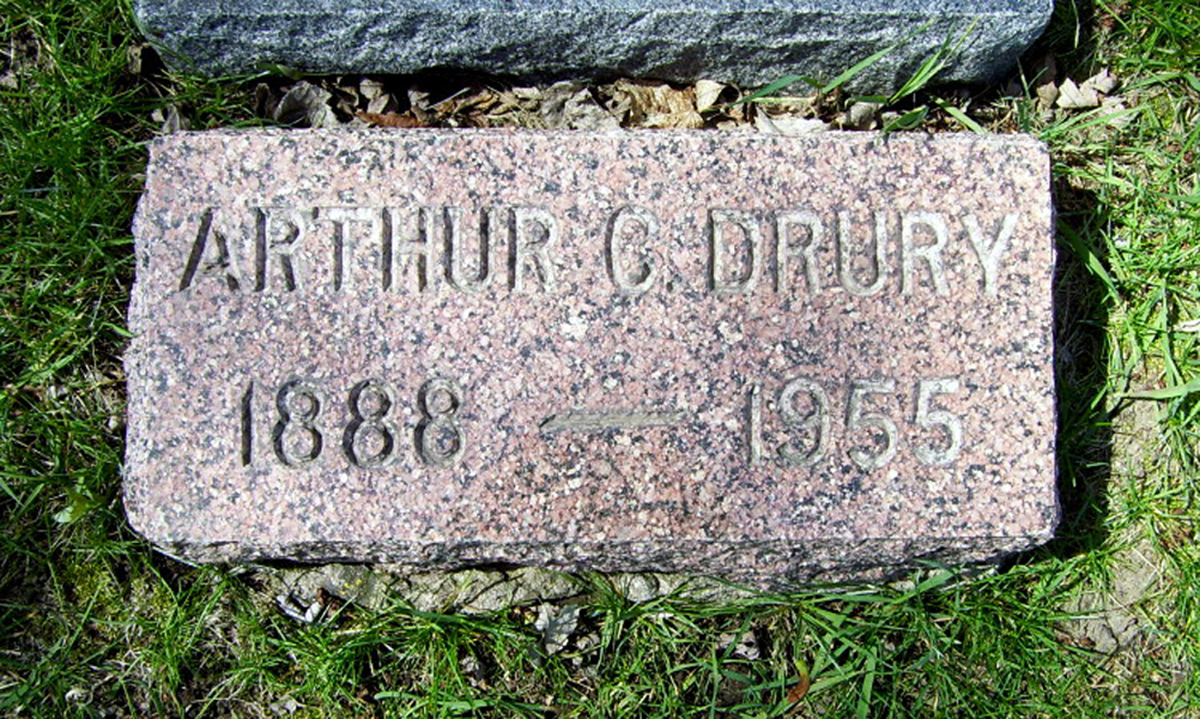 ARTHUR C. DRURY
1888 — 1955